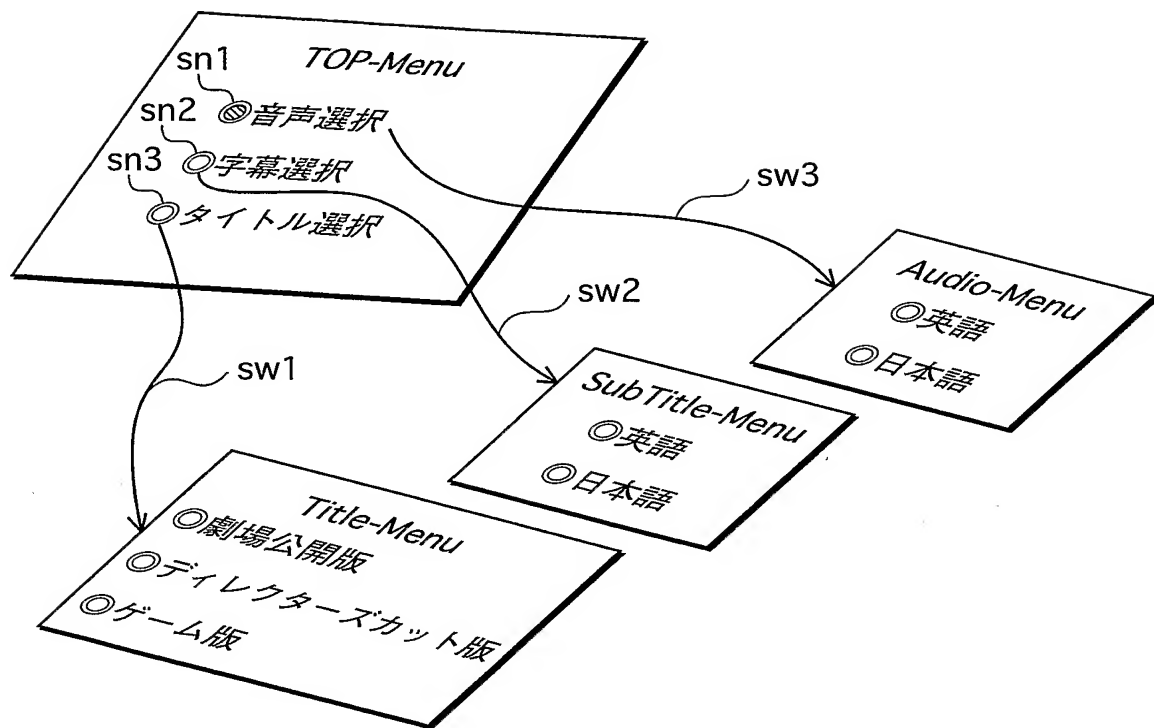 TOP-Menu
sn1
◎音声選択
sn2
◎字幕選択
sn3
◎タイトル選択
sw3
sw2
sw1
Audio-Menu
◎英語
◎日本語
SubTitle-Menu
◎英語
◎日本語
Title-Menu
◎劇場公開版
◎ディレクターズカット版
◎ゲーム版